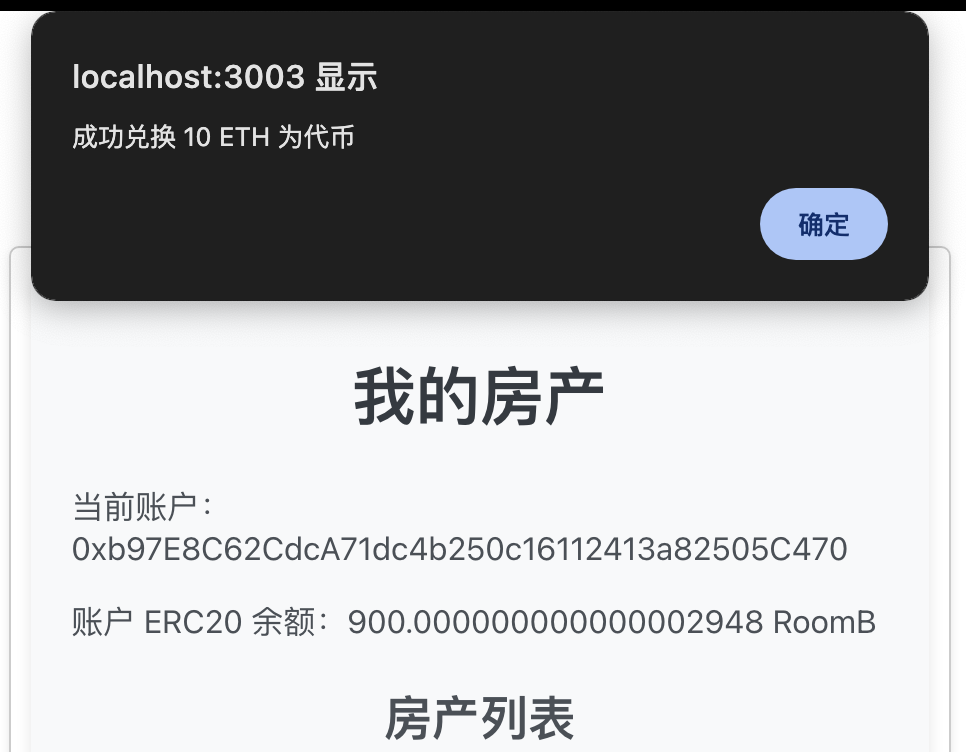 localhost:3003 显示
成功兑换 10 ETH 为代币
确定
我的房产
当前账户：
0xb97E8C62CdcA71dc4b250c16112413a82505C470
账户 ERC20 余额：900.000000000000002948 RoomB
房产列表